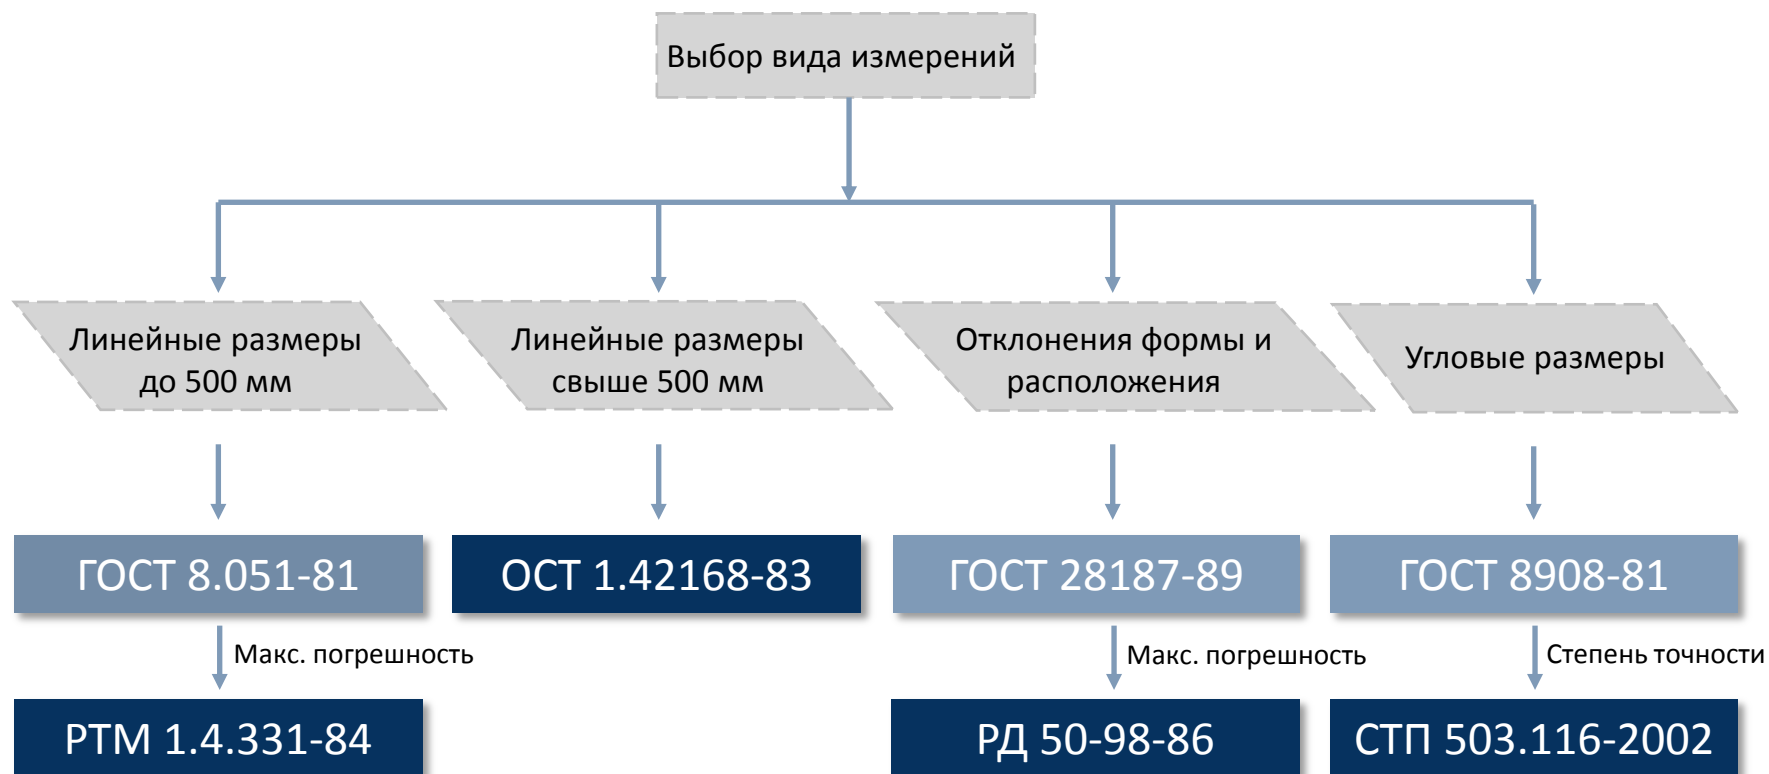 Выбор вида измерений
Линейные размеры
до 500 мм
Линейные размеры
свыше 500 мм
Отклонения формы и
расположения
Угловые размеры
ГОСТ 8.051-81
ОСТ 1.42168-83
ГОСТ 28187-89
ГОСТ 8908-81
Макс. погрешность
Макс. погрешность
Степень точности
РТМ 1.4.331-84
РД 50-98-86
СТП 503.116-2002